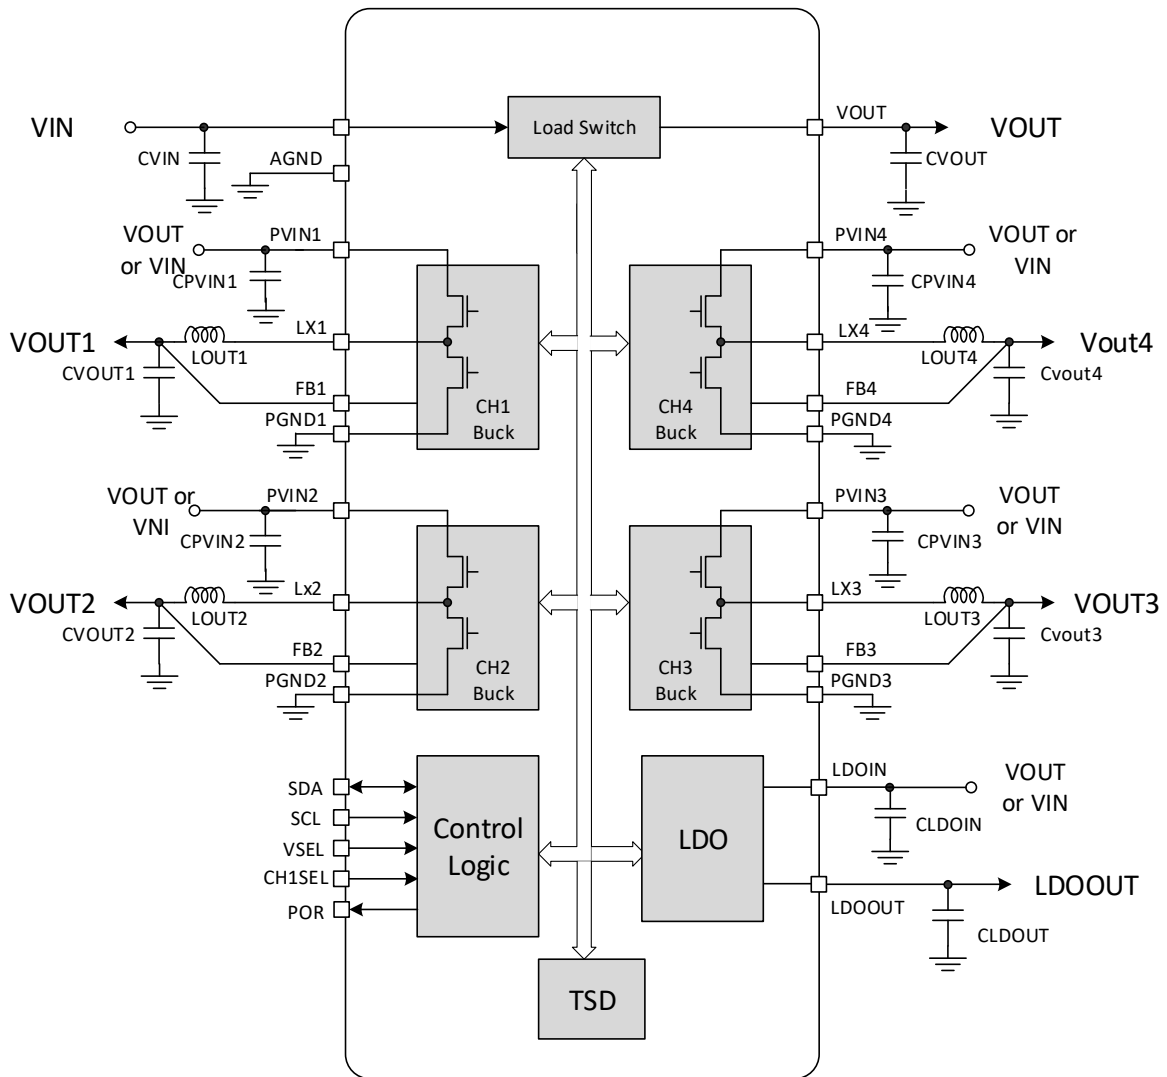 VIN
CVIN
AGND
Load Switch
VOUT
CVOUT
VOUT
VOUT
or VIN
PVIN1
CPVIN1
VOUT1
LX1
LOUT1
CVOUT1
FB1
PGND1
CH1
Buck
PVIN4
VOUT or
VIN
CPVIN4
LX4
LOUT4
Vout4
Cvout4
FB4
PGND4
CH4
Buck
VOUT or
VNI
PVIN2
CPVIN2
VOUT2
Lx2
LOUT2
CVOUT2
FB2
PGND2
CH2
Buck
PVIN3
VOUT
or VIN
CPVIN3
LX3
LOUT3
VOUT3
Cvout3
FB3
PGND3
CH3
Buck
SDA
SCL
VSEL
CH1SEL
POR
Control
Logic
LDO
LDOIN
VOUT
or VIN
CLDOIN
LDOOUT
LDOOUT
CLDOUT
TSD